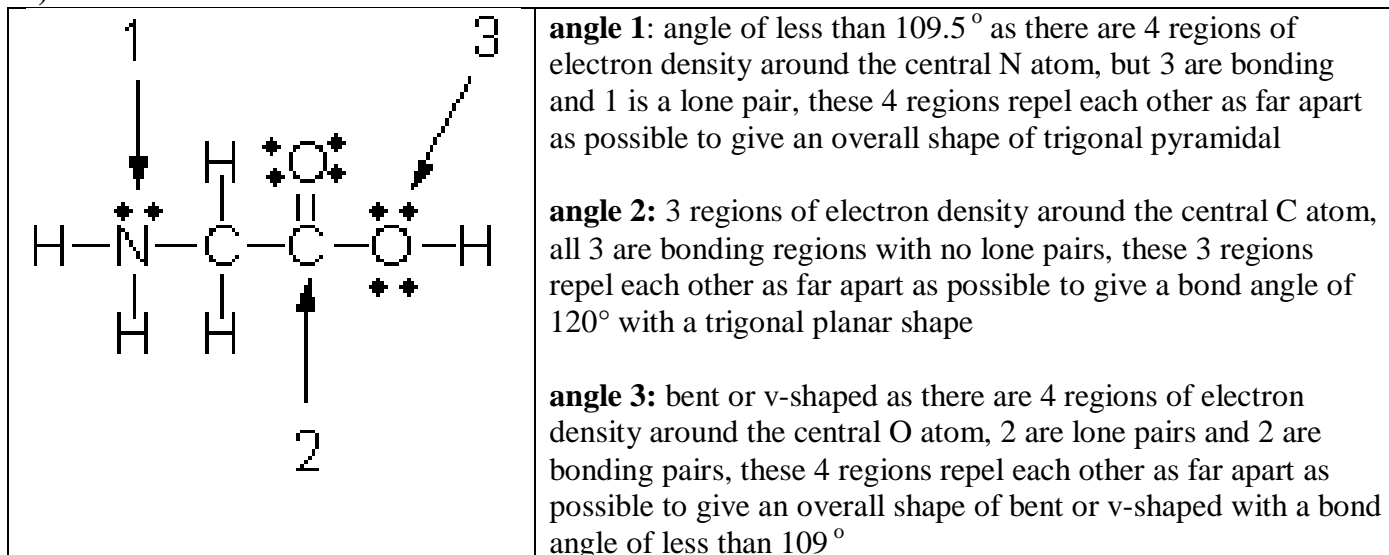 1
3
H
O
H—N—C—C—O—H
H
H
2
angle 1: angle of less than 109.5 o as there are 4 regions of
electron density around the central N atom, but 3 are bonding
and 1 is a lone pair, these 4 regions repel each other as far apart
as possible to give an overall shape of trigonal pyramidal
angle 2: 3 regions of electron density around the central C atom,
all 3 are bonding regions with no lone pairs, these 3 regions
repel each other as far apart as possible to give a bond angle of
120° with a trigonal planar shape
angle 3: bent or v-shaped as there are 4 regions of electron
density around the central O atom, 2 are lone pairs and 2 are
bonding pairs, these 4 regions repel each other as far apart as
possible to give an overall shape of bent or v-shaped with a bond
angle of less than 109 o